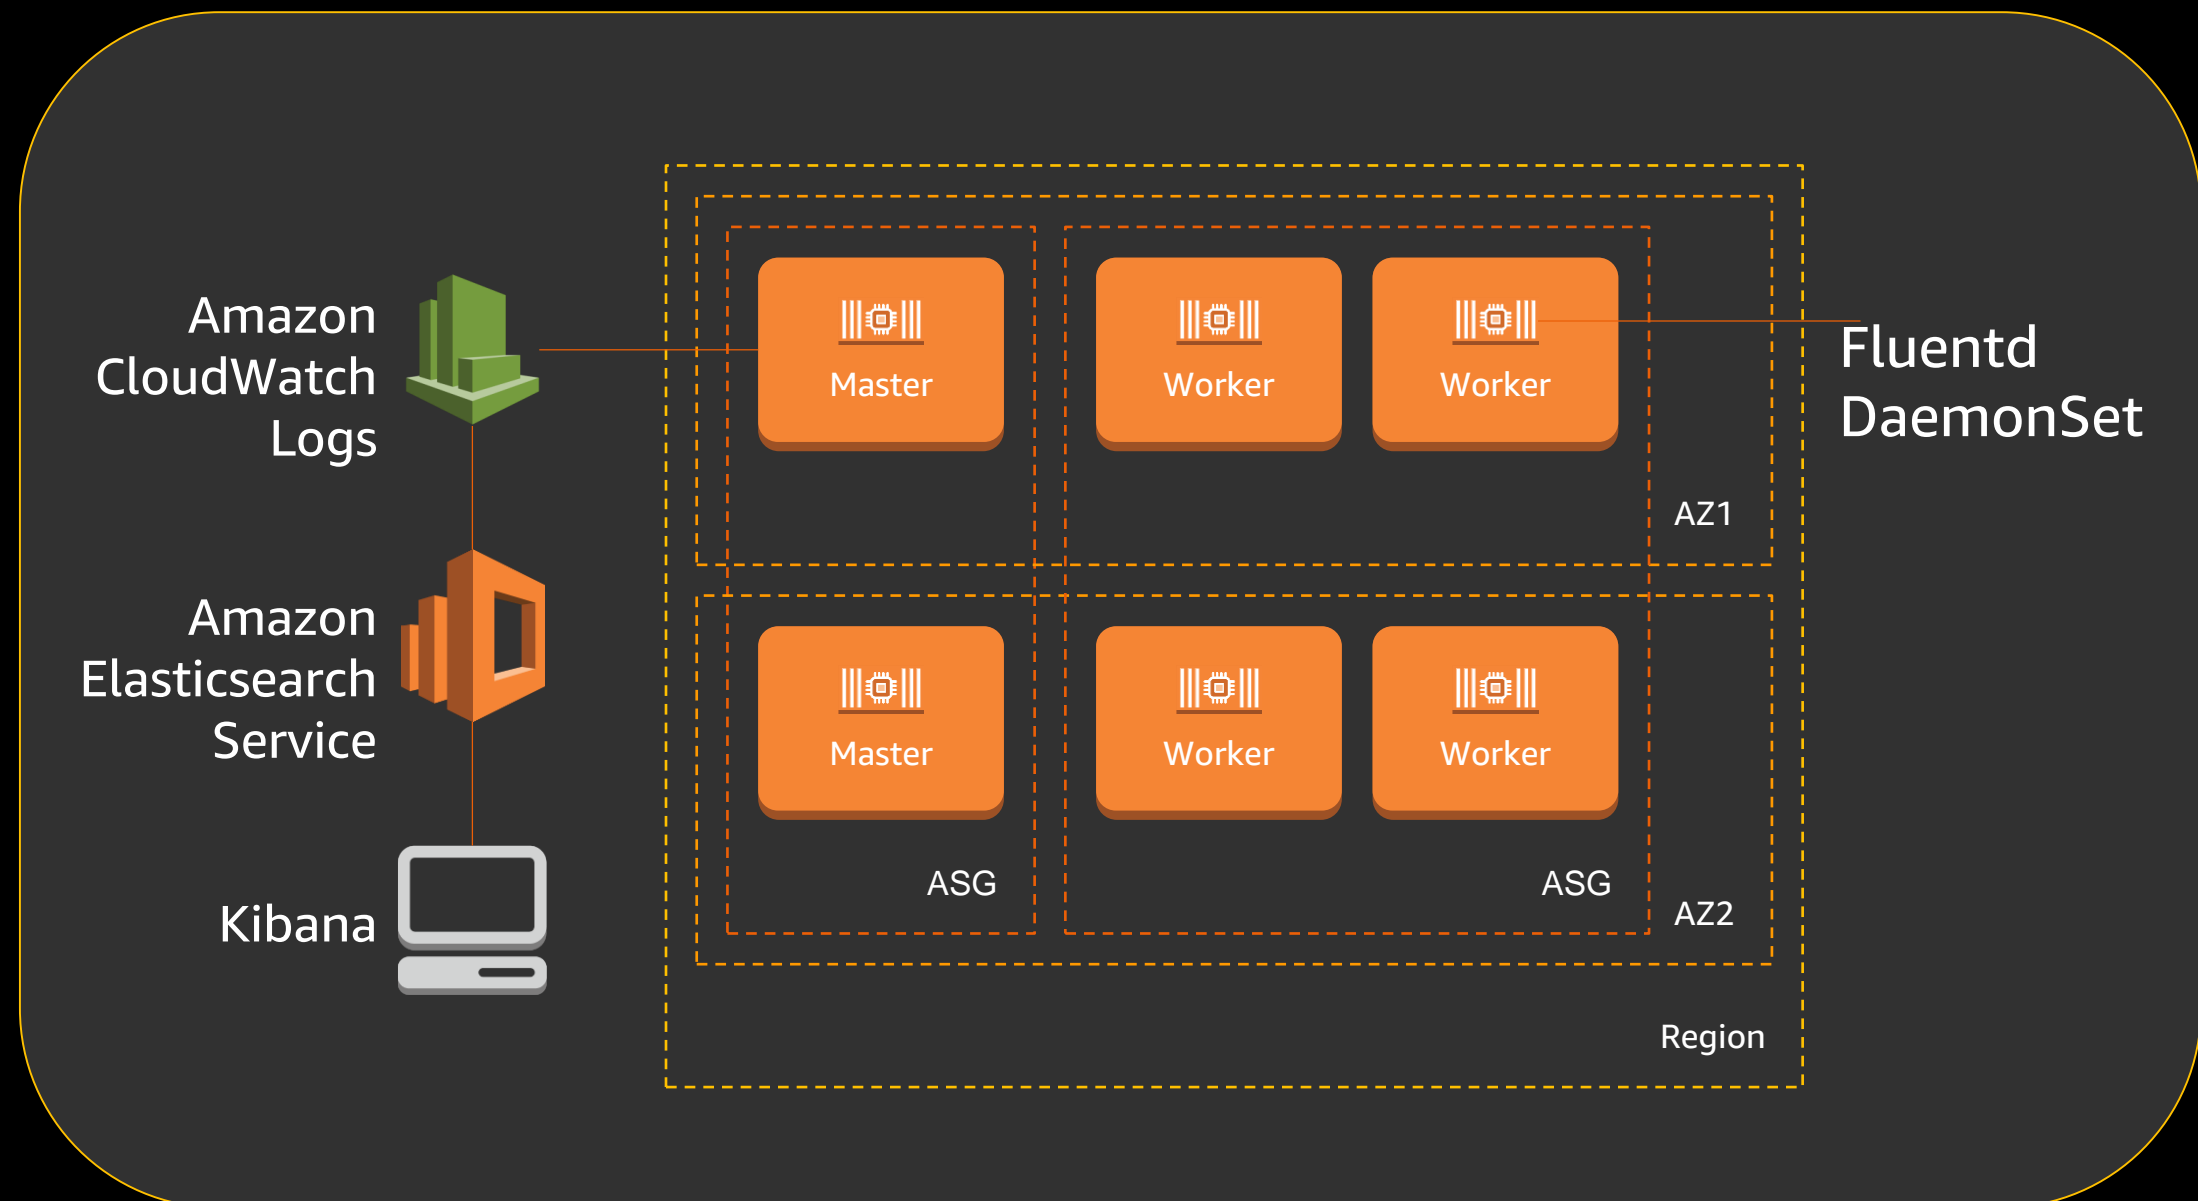 Amazon
CloudWatch
Logs
Amazon
Elasticsearch
Service
Kibana
Master
Worker
Worker
AZ1
Master
Worker
Worker
ASG
ASG
AZ2
Region
Fluentd
DaemonSet